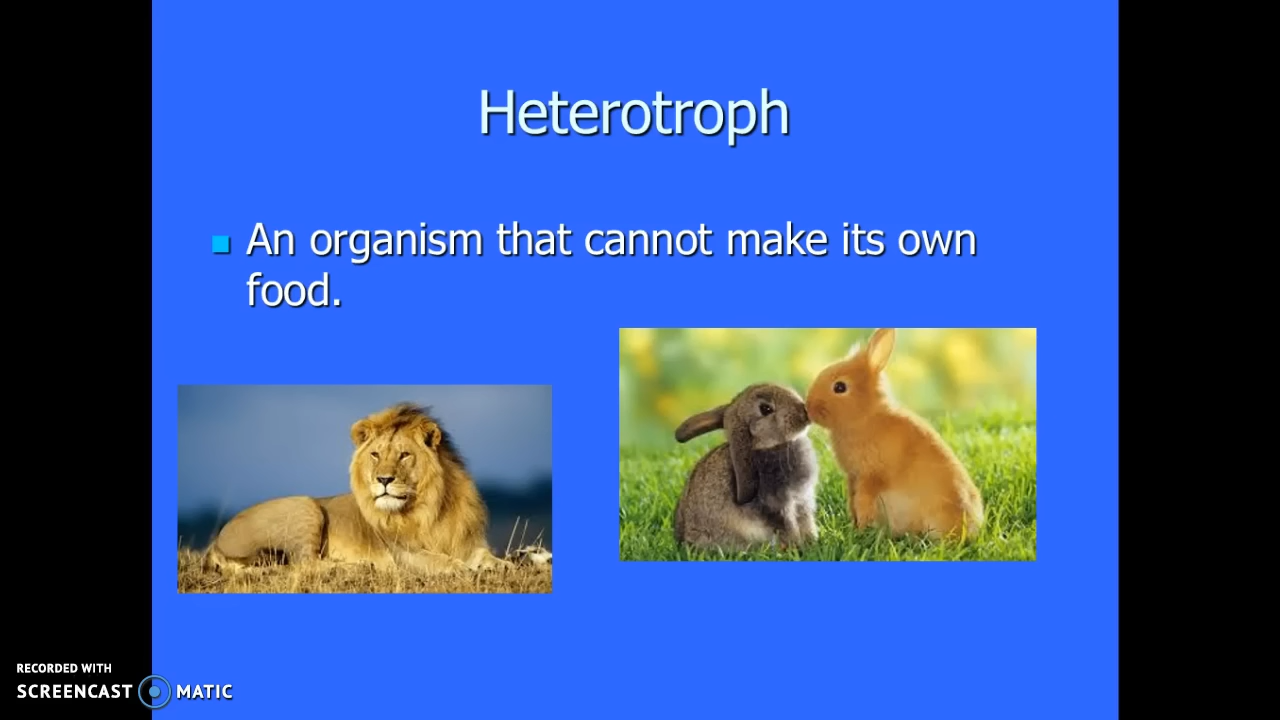 Heterotroph
An organism that cannot make its own
food.
RECORDED WITH
SCREENCAST MATIC